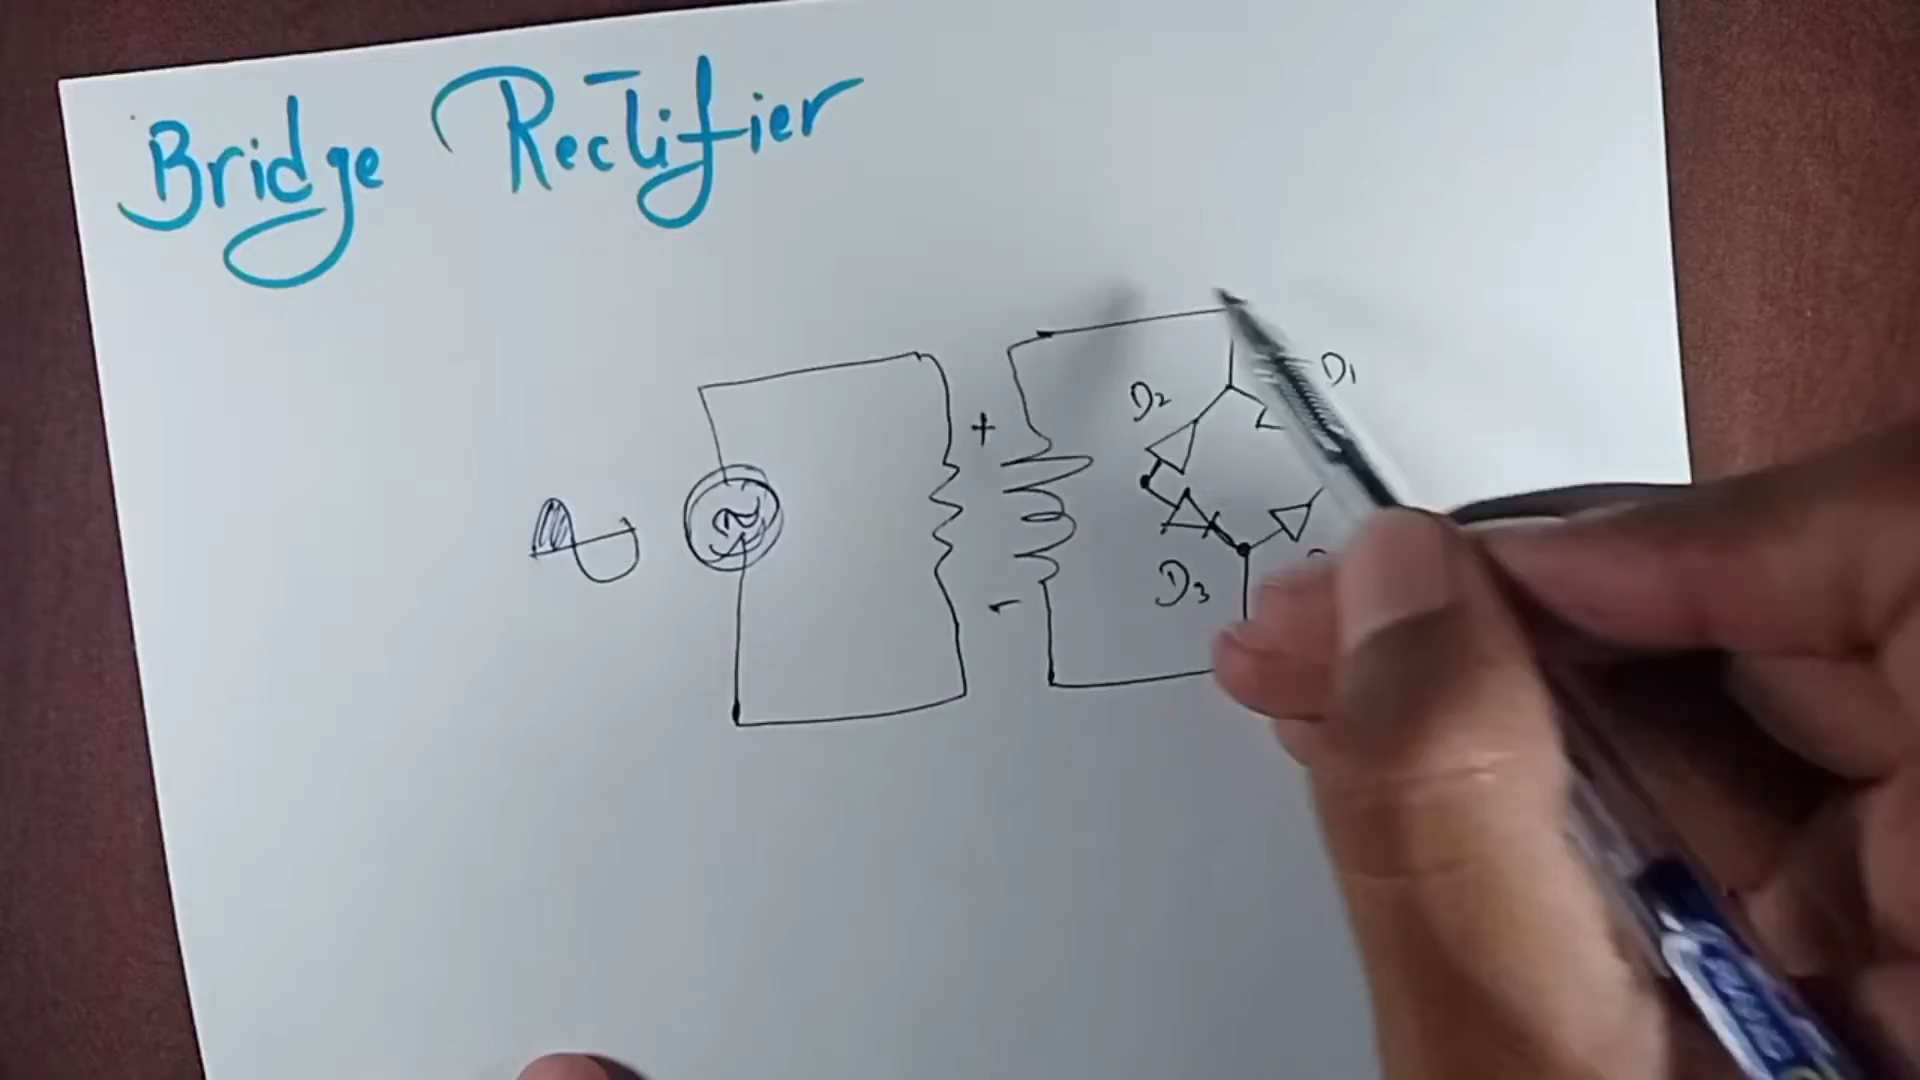 Bridge Rectifier
D1
D2
+
-
D3